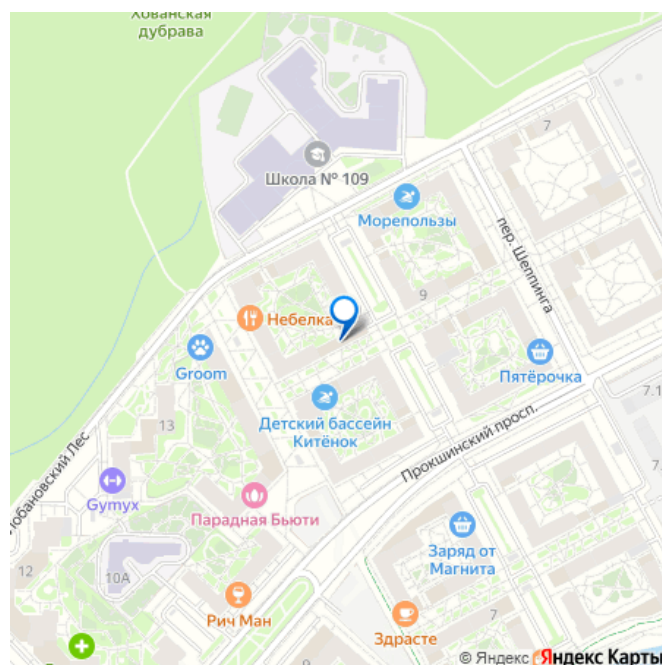 Хованская
дубрава
7
Школа № 109
Морепользы
пер. Шеппинга
9
Небелка
Groom
Пятёрочка
7.1
Детский бассейн
Китёнок
Прокшинский просп.
13
Лобановский Лес
Gymyx
Парадная Бьюти
7.
Заряд от
Магнита
12
10А
Рич Ман
7
Здрасте
9
© Яндекс Яндекс Карты